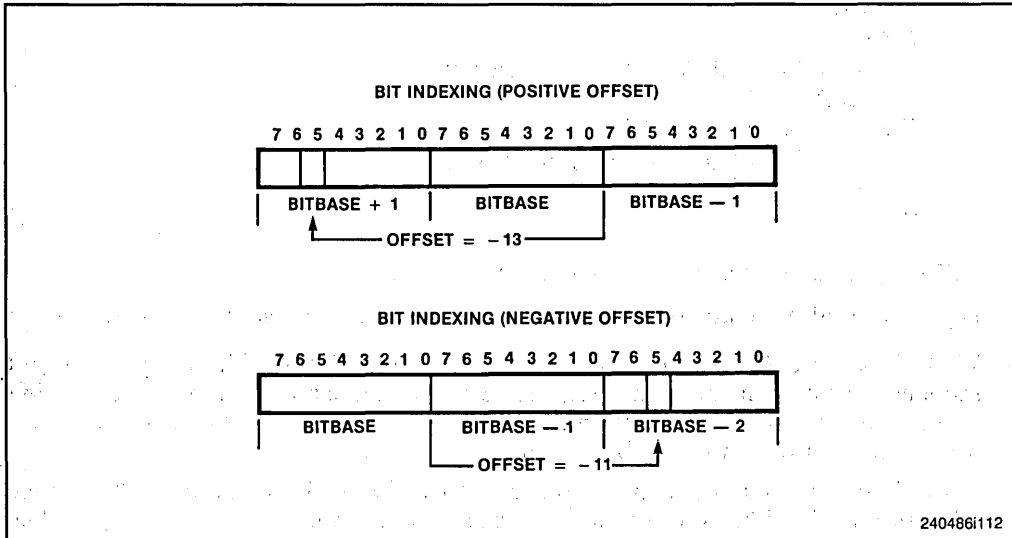 BIT INDEXING (POSITIVE OFFSET)
7 6 5 4 3 2 1 0 7 6 5 4 3 2 1 0 7 6 5 4 3 2 1 0
BITBASE + 1 BITBASE BITBASE — 1
OFFSET = -13
BIT INDEXING (NEGATIVE OFFSET)
7 6 5 4 3 2 1 0 7 6 5 4 3 2 1 0 7 6 5 4 3 2 1 0
BITBASE BITBASE — 1 BITBASE — 2
OFFSET = -11
240486i112